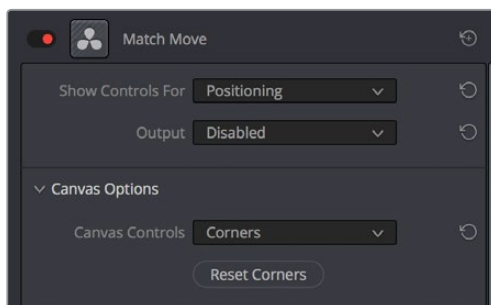 Match Move
Show Controls For Positioning
Output Disabled
Canvas Options
Canvas Controls Corners
Reset Corners